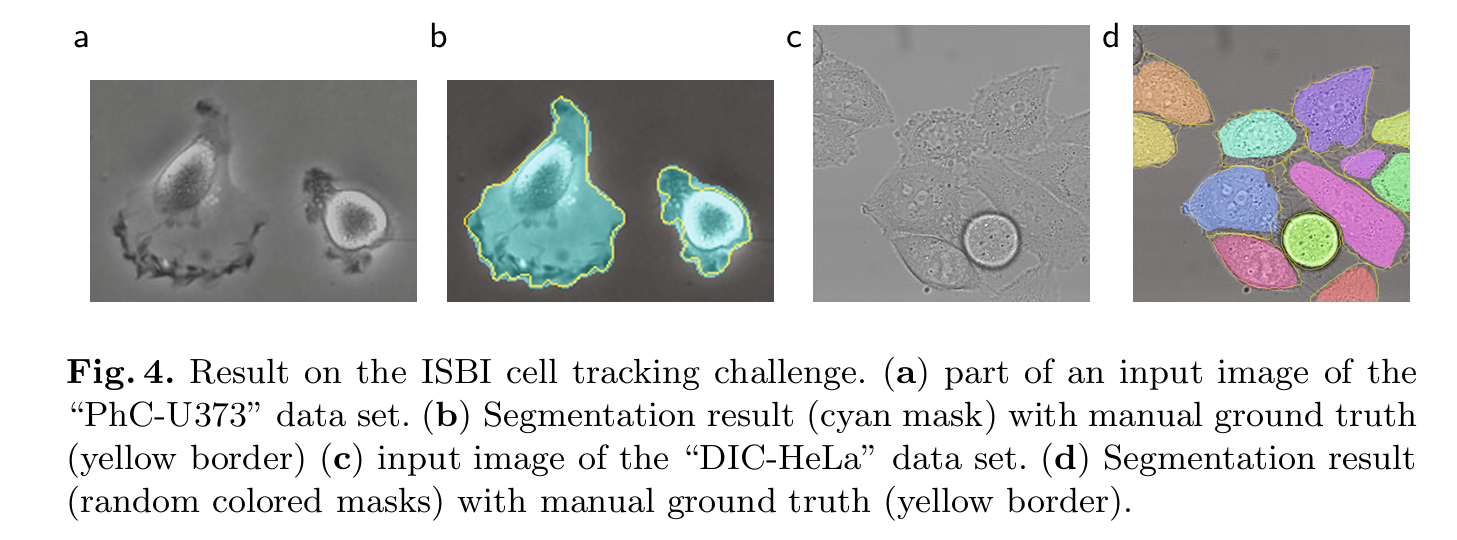 a b c d
Fig. 4. Result on the ISBI cell tracking challenge. (a) part of an input image of the
“PhC-U373” data set. (b) Segmentation result (cyan mask) with manual ground truth
(yellow border) (c) input image of the “DIC-HeLa” data set. (d) Segmentation result
(random colored masks) with manual ground truth (yellow border).